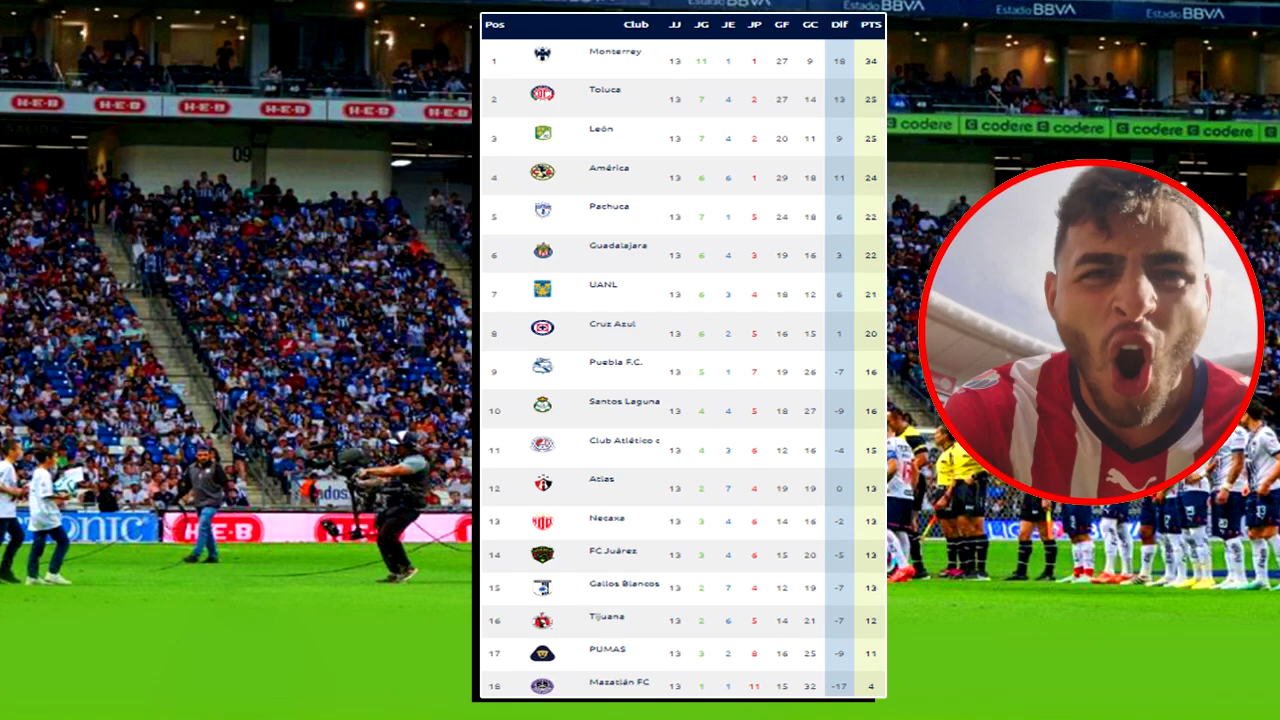 Estadio BBVA
Estadio BBVA
Estadio BBVA
H-E-B
H-E-B
H-E-B
H-E-B
H-E-B
H-E-B
codere
codere
codere
codere
09
Pos Club JJ JG JE JP GF GC Dif PTS
1 Monterrey 13 11 1 1 27 9 18 34
2 Toluca 13 7 4 2 27 14 13 25
3 León 13 7 4 2 20 11 9 25
4 América 13 6 6 1 29 18 11 24
5 Pachuca 13 7 1 5 24 18 6 22
6 Guadalajara 13 6 4 3 19 16 3 22
7 UANL 13 6 3 4 18 12 6 21
8 Cruz Azul 13 6 2 5 16 15 1 20
9 Puebla F.C. 13 5 1 7 19 26 -7 16
10 Santos Laguna 13 4 4 5 18 27 -9 16
11 Club Atlético c 13 4 3 6 12 16 -4 15
12 Atlas 13 2 7 4 19 19 0 13
13 Necaxa 13 3 4 6 14 16 -2 13
14 FC Juárez 13 3 4 6 15 20 -5 13
15 Gallos Blancos 13 2 7 4 12 19 -7 13
16 Tijuana 13 2 6 5 14 21 -7 12
17 PUMAS 13 3 2 8 16 25 -9 11
18 Mazatlán FC 13 1 1 11 15 32 -17 4
H-E-B